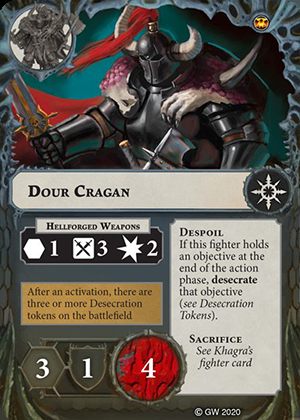 Dour Cragan
Hellforged Weapons
1 3 2
After an activation, there are
three or more Desecration
tokens on the battlefield
Despoil
If this fighter holds
an objective at the
end of the action
phase, desecrate
that objective
(see Desecration
Tokens).
Sacrifice
See Khagra's
fighter card
3 1 4
© GW 2020